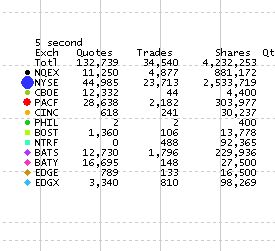 5 second
Exch Quotes Trades Shares Qt
Totl 132,739 34,540 4,232,253
NQEX 11,250 4,877 881,172
NYSE 44,985 23,713 2,533,719
CBOE 12,332 44 4,400
PACF 28,638 2,182 303,977
CINC 618 241 30,237
PHIL 2 2 400
BOST 1,360 106 13,778
NTRF 0 488 92,365
BATS 12,730 1,796 229,936
BATY 16,695 148 27,500
EDGE 789 133 16,500
EDGX 3,340 810 98,269